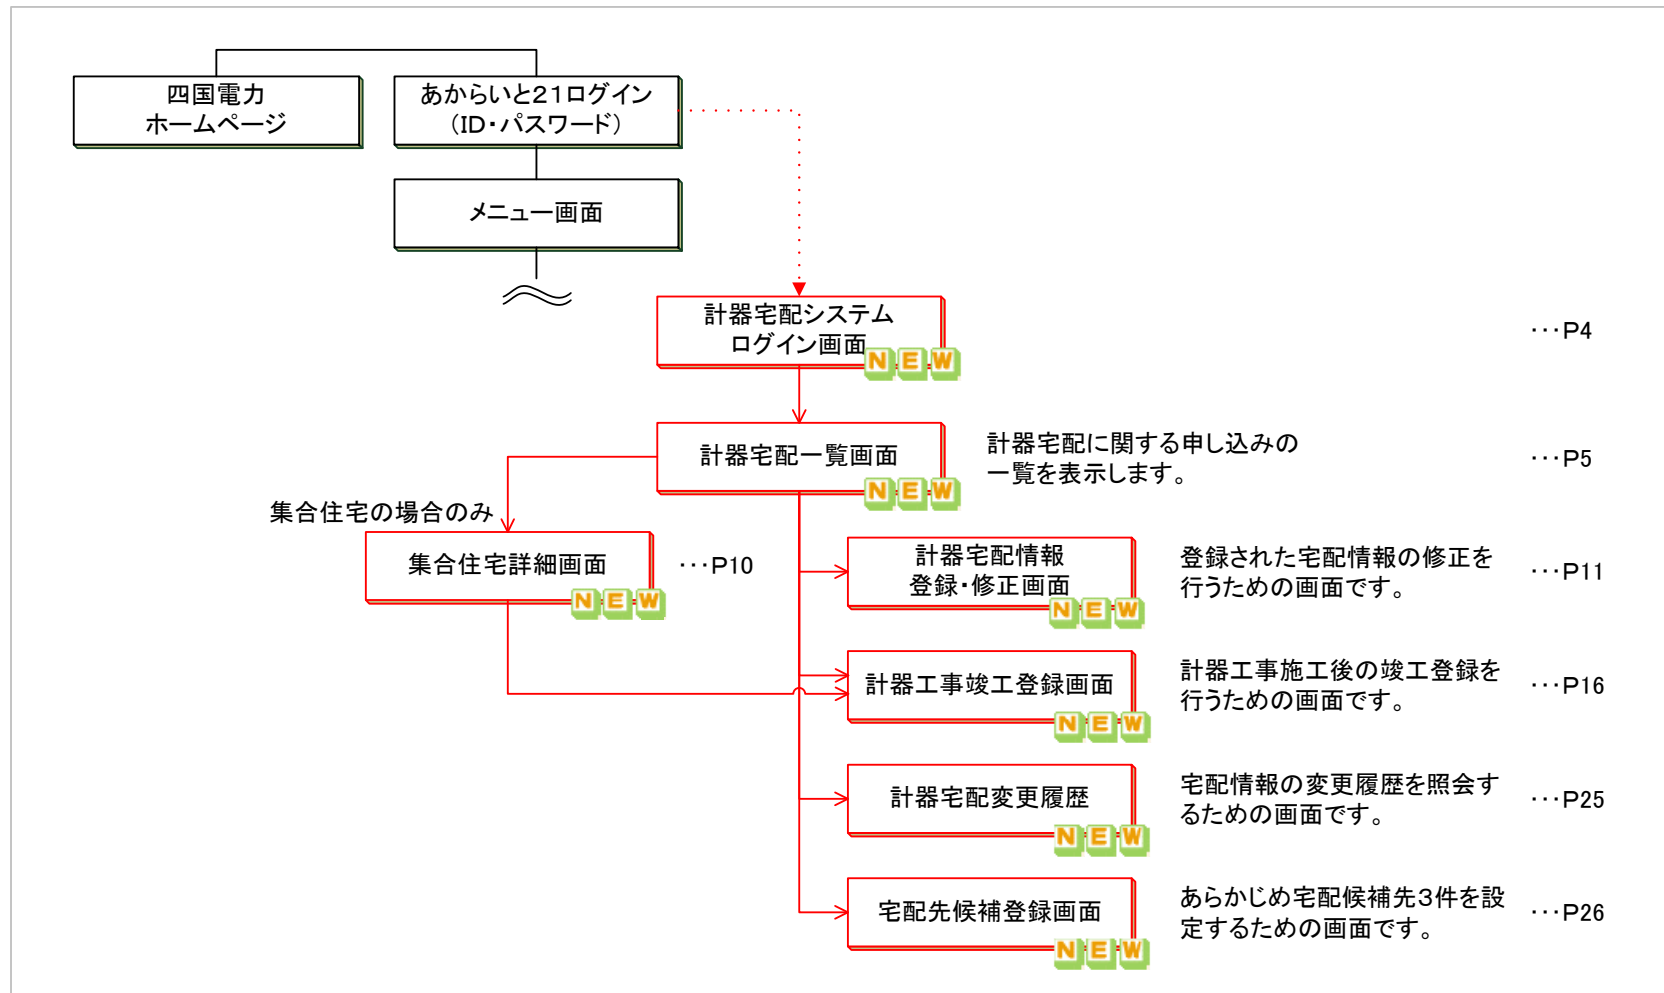 四国電力
ホームページ
あからいと２１ログイン
（ID・パスワード）
メニュー画面
計器宅配システム
ログイン画面
NEW
･･･P4
計器宅配一覧画面
NEW
計器宅配に関する申し込みの
一覧を表示します。
･･･P5
集合住宅の場合のみ
集合住宅詳細画面
NEW
･･･P10
計器宅配情報
登録・修正画面
NEW
登録された宅配情報の修正を
行うための画面です。
･･･P11
計器工事竣工登録画面
NEW
計器工事施工後の竣工登録を
行うための画面です。
･･･P16
計器宅配変更履歴
NEW
宅配情報の変更履歴を照会す
るための画面です。
･･･P25
宅配先候補登録画面
NEW
あらかじめ宅配候補先３件を設
定するための画面です。
･･･P26